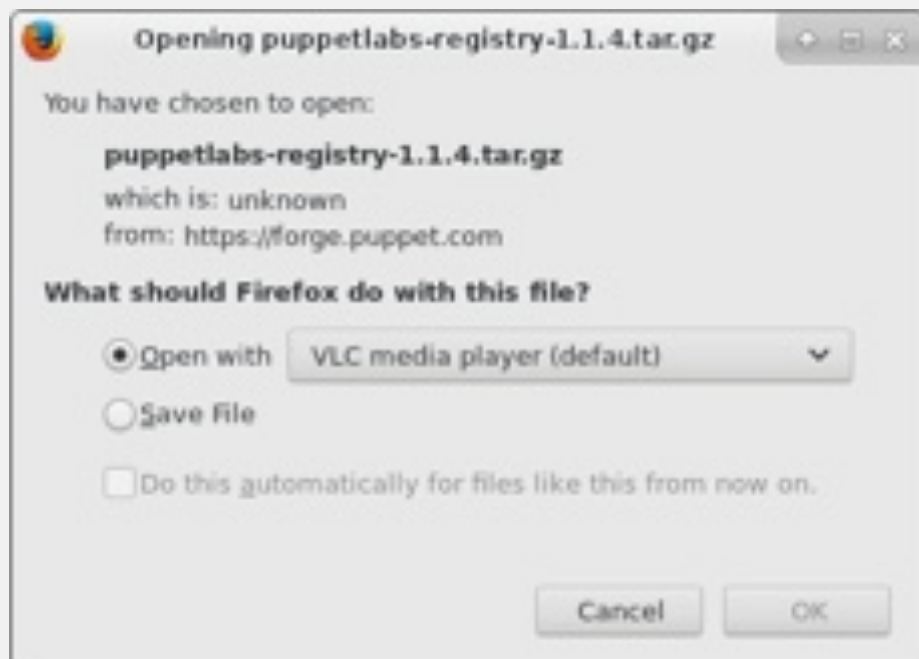 Opening puppetlabs-registry-1.1.4.tar.gz
You have chosen to open:
puppetlabs-registry-1.1.4.tar.gz
which is: unknown
from: https://forge.puppet.com
What should Firefox do with this file?
Open with VLC media player (default)
Save File
Do this automatically for files like this from now on.
Cancel OK